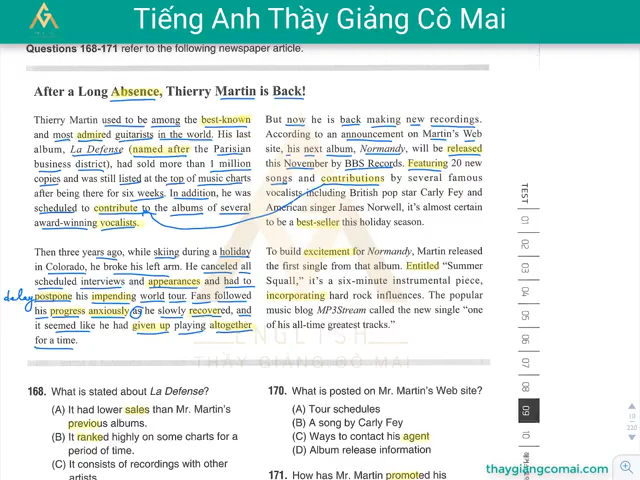 Tiếng Anh Thầy Giảng Cô Mai
Questions 168-171 refer to the following newspaper article.
After a Long Absence, Thierry Martin is Back!
Thierry Martin used to be among the best-known
and most admired guitarists in the world. His last
album, La Defense (named after the Parisian
business district), had sold more than 1 million
copies and was still listed at the top of music charts
after being there for six weeks. In addition, he was
scheduled to contribute to the albums of several
award-winning vocalists.
Then three years ago, while skiing during a holiday
in Colorado, he broke his left arm. He canceled all
scheduled interviews and appearances and had to
delay
postpone his impending world tour. Fans followed
his progress anxiously as he slowly recovered, and
it seemed like he had given up playing altogether
for a time.
But now he is back making new recordings.
According to an announcement on Martin's Web
site, his next album, Normandy, will be released
this November by BBS Records. Featuring 20 new
songs and contributions by several famous
vocalists including British pop star Carly Fey and
American singer James Norwell, it's almost certain
to be a best-seller this holiday season.
To build excitement for Normandy, Martin released
the first single from that album. Entitled "Summer
Squall," it's a six-minute instrumental piece,
incorporating hard rock influences. The popular
music blog MP3Stream called the new single "one
of his all-time greatest tracks."
ENGLISH
THẦY GIẢNG CÔ MAI
168. What is stated about La Defense?
(A) It had lower sales than Mr. Martin's
previous albums.
(B) It ranked highly on some charts for a
period of time.
(C) It consists of recordings with other
artists.
170. What is posted on Mr. Martin's Web site?
(A) Tour schedules
(B) A song by Carly Fey
(C) Ways to contact his agent
(D) Album release information
171. How has Mr. Martin promoted his
TEST
01
02
03
04
05
06
07
08
09
10
220
thaygiangcomai.com